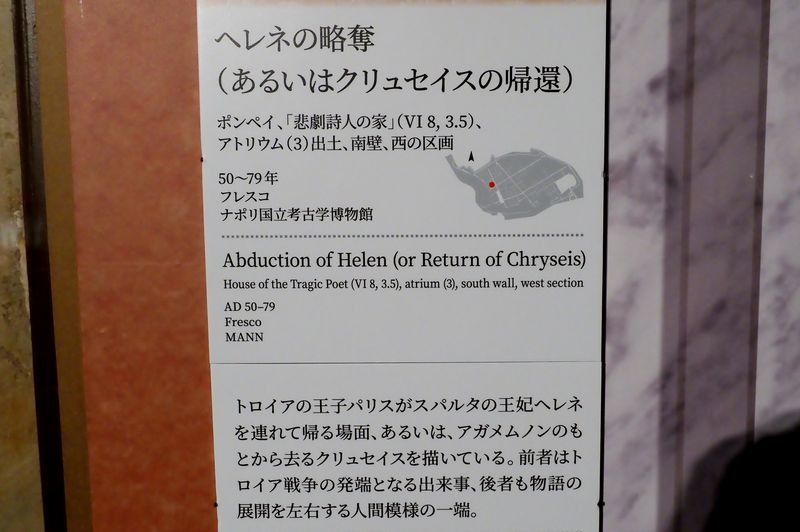 ヘレネの略奪
（あるいはクリュセイスの帰還）
ポンペイ、「悲劇詩人の家」（VI 8, 3.5）、
アトリウム（3）出土、南壁、西の区画
50〜79年
フレスコ
ナポリ国立考古学博物館
Abduction of Helen (or Return of Chryseis)
House of the Tragic Poet (VI 8, 3.5), atrium (3), south wall, west section
AD 50–79
Fresco
MANN
トロイアの王子パリスがスパルタの王妃ヘレネ
を連れて帰る場面、あるいは、アガメムノンのも
とから去るクリュセイスを描いている。前者はト
ロイア戦争の発端となる出来事、後者も物語の
展開を左右する人間模様の一端。